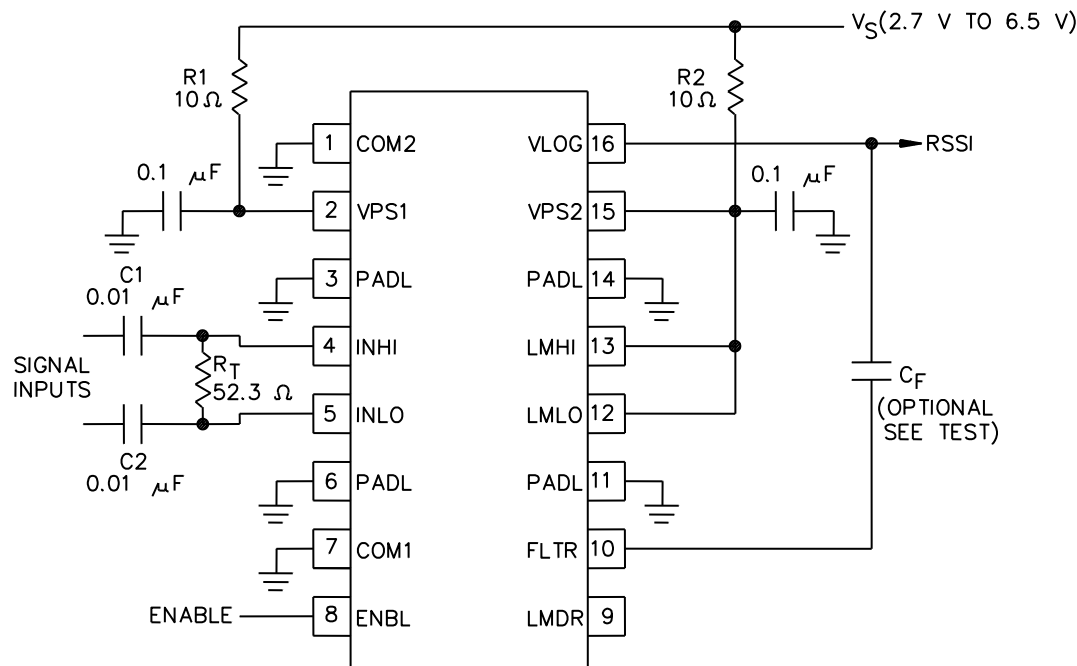 V_S(2.7 V TO 6.5 V)
R1
10Ω
R2
10Ω
1 COM2
VLOG 16
RSSI
0.1 μF
0.1 μF
2 VPS1
VPS2 15
3 PADL
PADL 14
C1
0.01 μF
4 INHI
LMHI 13
SIGNAL
INPUTS
R_T
52.3 Ω
C_F
(OPTIONAL
SEE TEST)
5 INLO
LMLO 12
C2
0.01 μF
6 PADL
PADL 11
7 COM1
FLTR 10
ENABLE
8 ENBL
LMDR 9